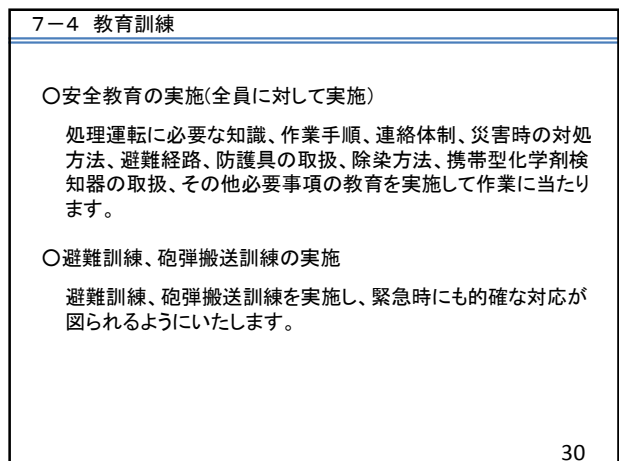 7－4 教育訓練
○安全教育の実施(全員に対して実施)
処理運転に必要な知識、作業手順、連絡体制、災害時の対処
方法、避難経路、防護具の取扱、除染方法、携帯型化学剤検
知器の取扱、その他必要事項の教育を実施して作業に当たり
ます。
○避難訓練、砲弾搬送訓練の実施
避難訓練、砲弾搬送訓練を実施し、緊急時にも的確な対応が
図られるようにいたします。
30